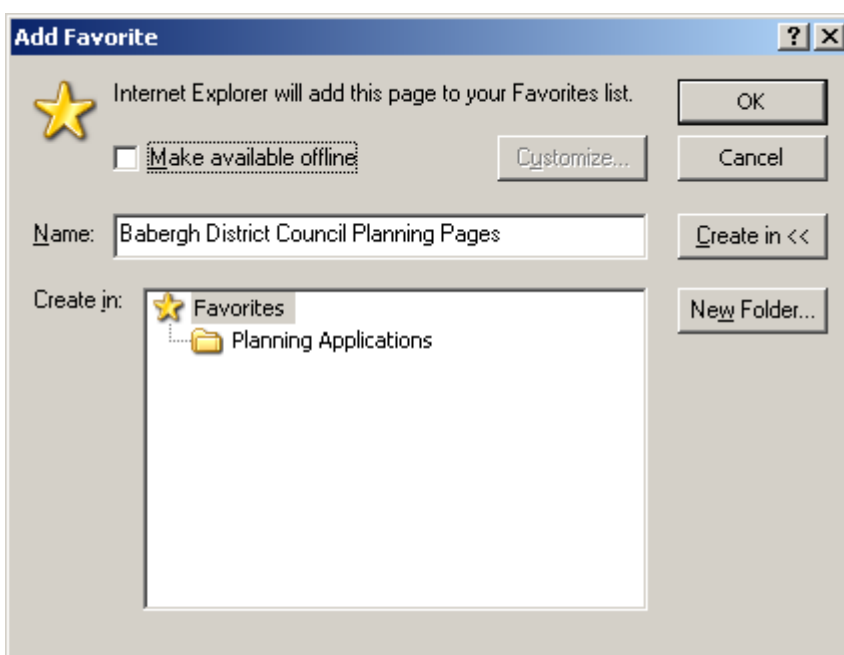 Add Favorite
Internet Explorer will add this page to your Favorites list.
OK
Make available offline
Customize...
Cancel
Name:
Babergh District Council Planning Pages
Create in <<
Create in:
Favorites
New Folder...
Planning Applications